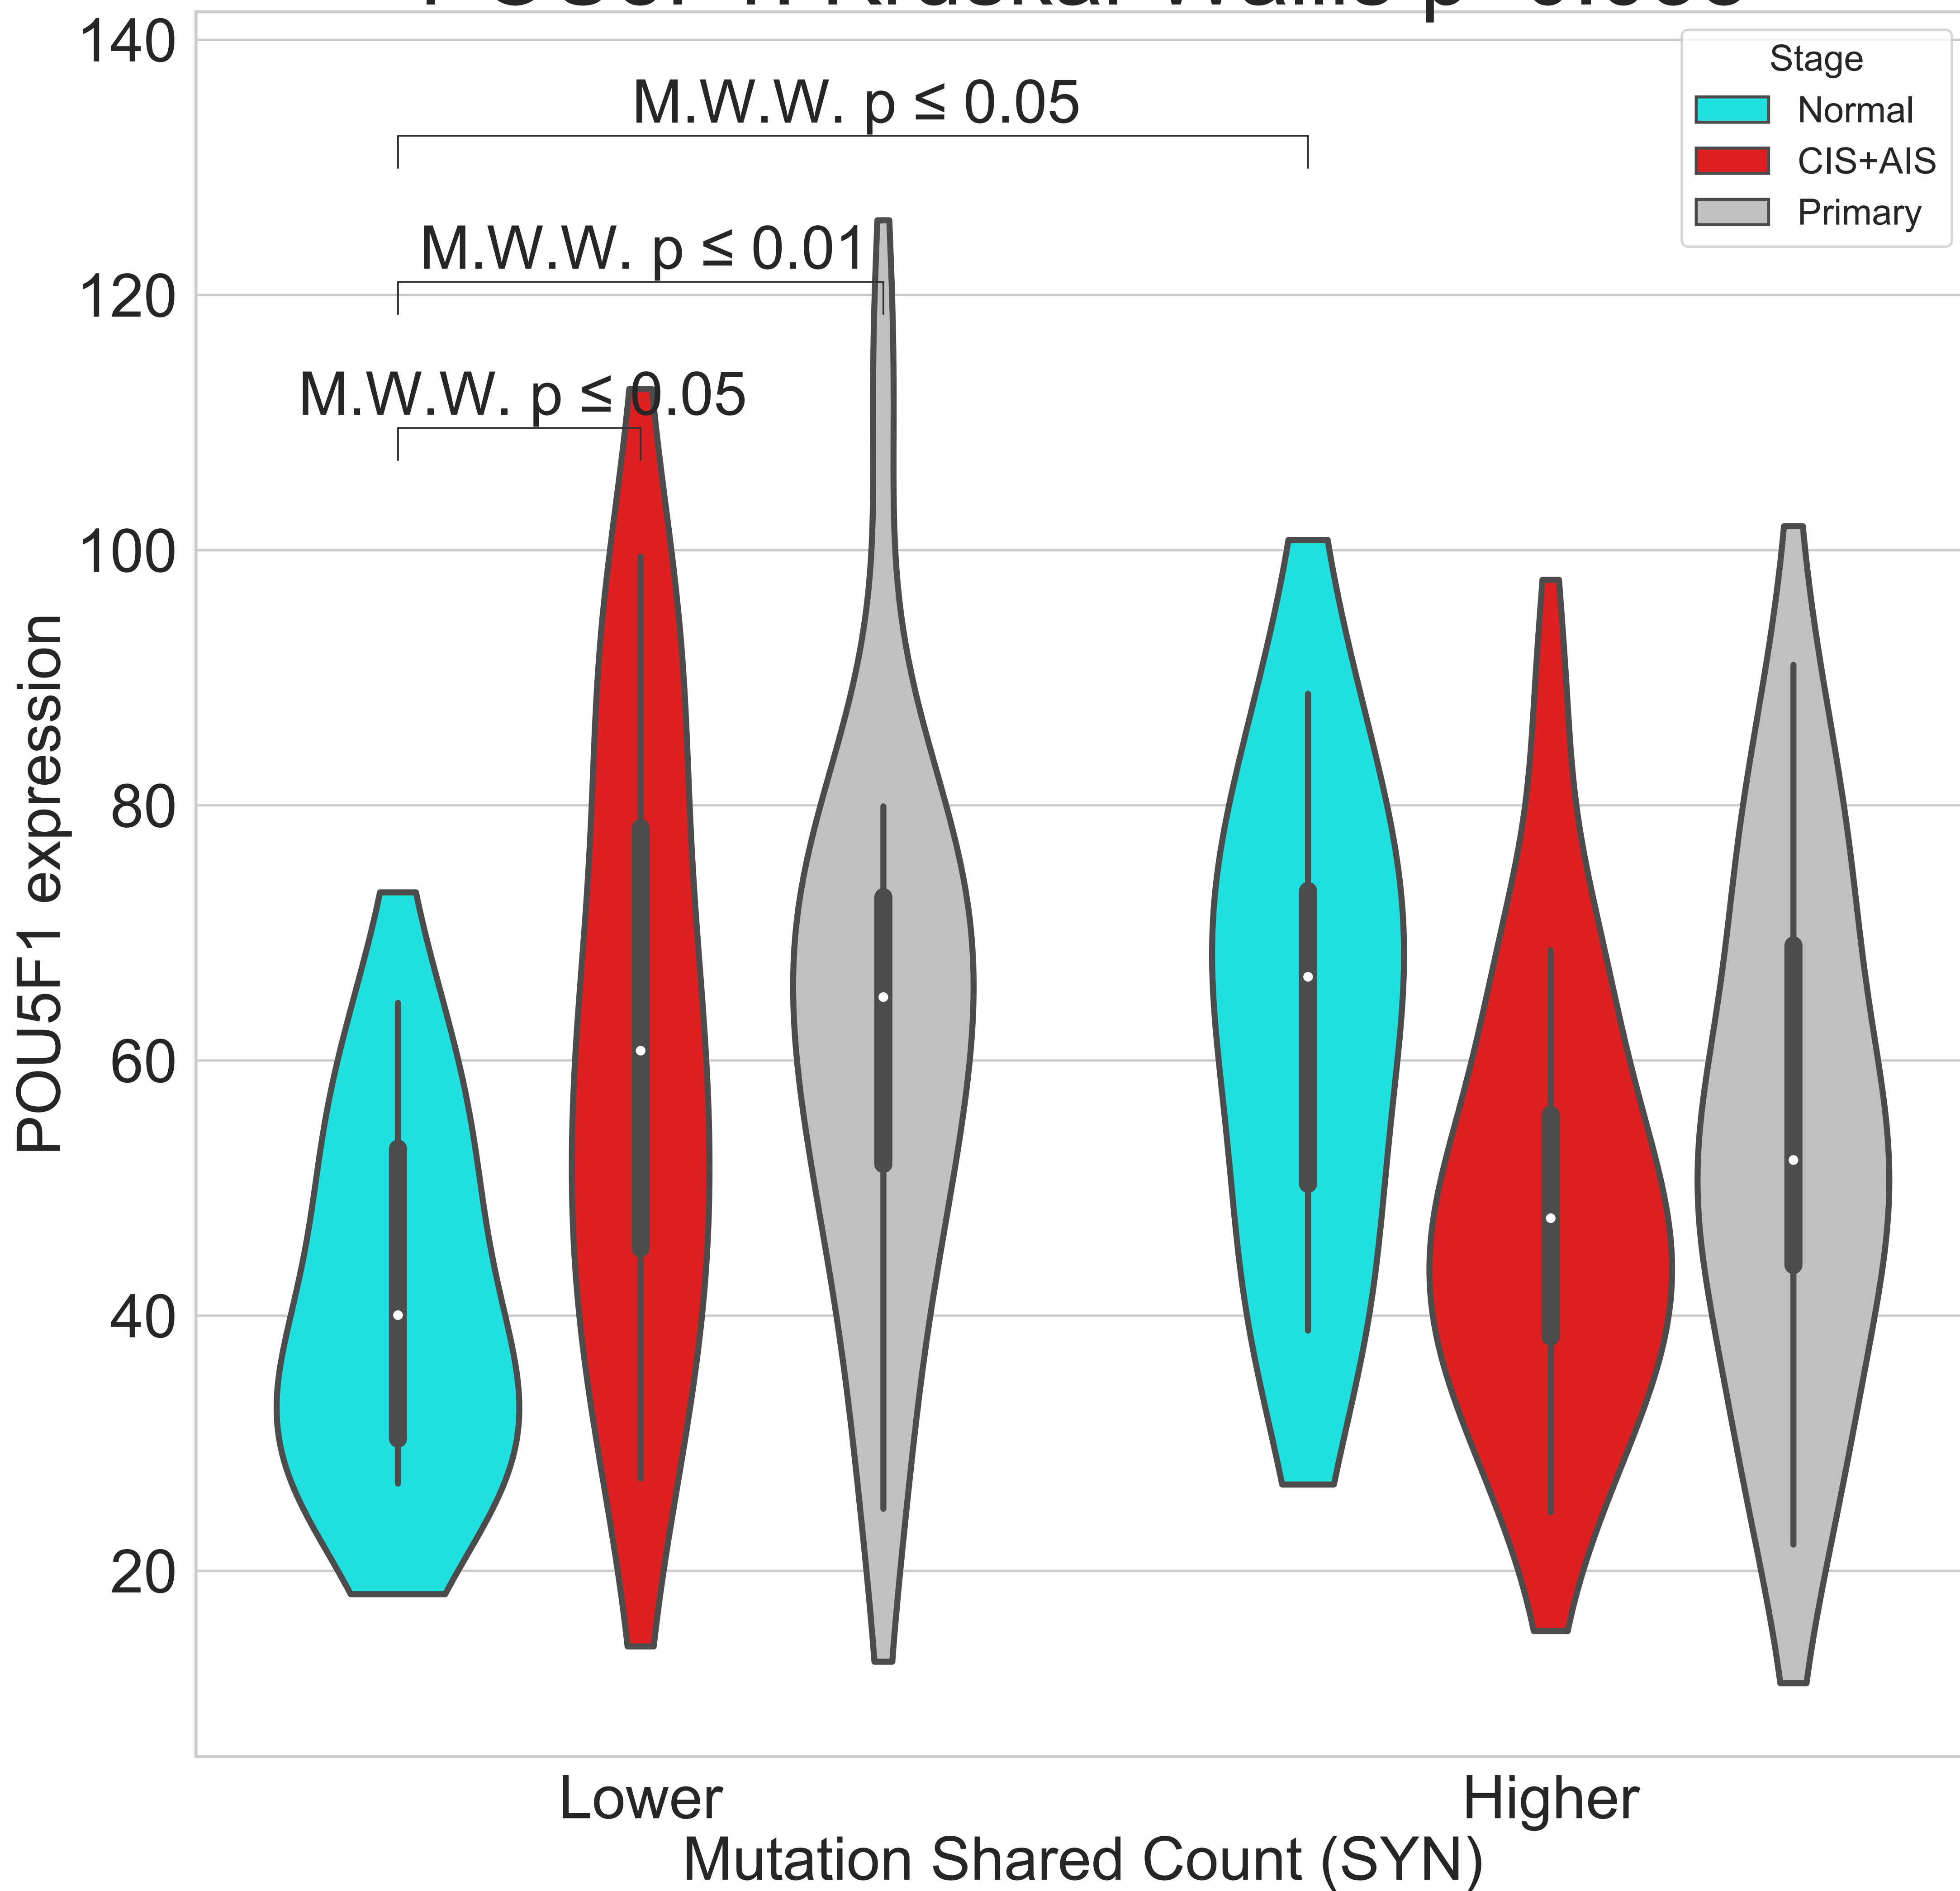 140
M.W.W. p ≤ 0.05
M.W.W. p ≤ 0.01
120
M.W.W. p ≤ 0.05
100
80
60
40
20
POU5F1 expression
Stage
Normal
CIS+AIS
Primary
Lower
Higher
Mutation Shared Count (SYN)